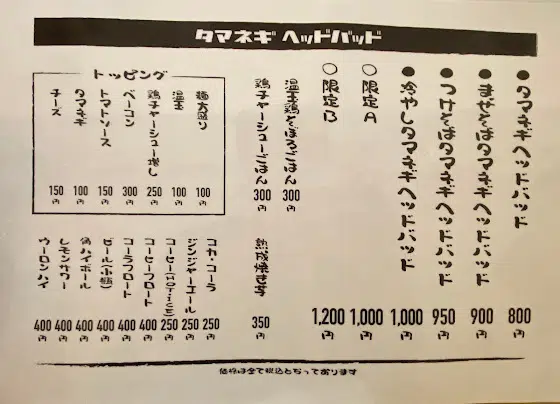 タマネギ ヘッドバッド
●タマネギヘッドバッド 800円
●まぜそばタマネギヘッドバッド 900円
●つけそばタマネギヘッドバッド 950円
●冷やしタマネギヘッドバッド 1,000円
○限定A 1,000円
○限定B 1,200円
温玉鶏そぼろごはん 300円
鶏チャーシューごはん 300円
熟成焼き芋 350円
トッピング
麺大盛り 100円
温玉 100円
鶏チャーシュー増し 250円
ベーコン 300円
トマトソース 150円
タマネギ 100円
チーズ 150円
コカ・コーラ 250円
ジンジャーエール 250円
コーヒー(HOTorICE) 250円
コーヒーフロート 400円
コーラフロート 400円
ビール(小瓶) 400円
角ハイボール 400円
レモンサワー 400円
ウーロンハイ 400円
価格は全て税込となっております